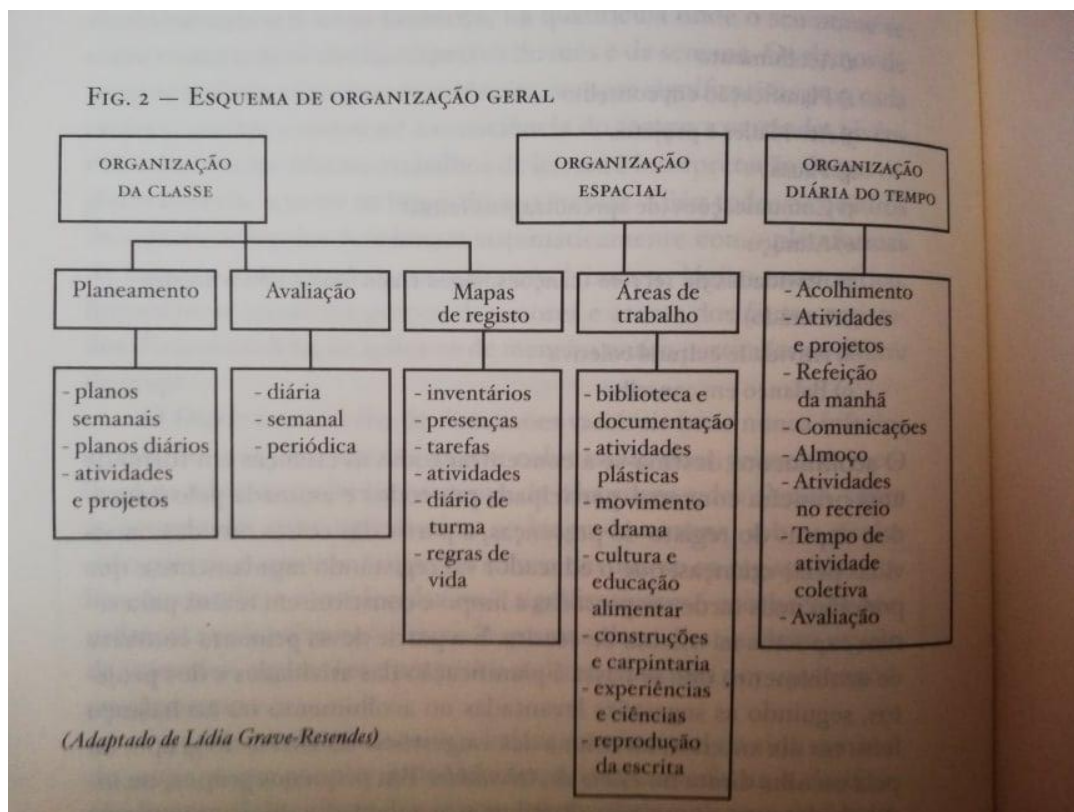 FIG. 2 — ESQUEMA DE ORGANIZAÇÃO GERAL
ORGANIZAÇÃO
DA CLASSE
ORGANIZAÇÃO
ESPACIAL
ORGANIZAÇÃO
DIÁRIA DO TEMPO
Planeamento
Avaliação
Mapas
de registo
Áreas de
trabalho
- planos
semanais
- planos diários
- atividades
e projetos
- diária
- semanal
- periódica
- inventários
- presenças
- tarefas
- atividades
- diário de
turma
- regras de
vida
- biblioteca e
documentação
- atividades
plásticas
- movimento
e drama
- cultura e
educação
alimentar
- construções
e carpintaria
- experiências
e ciências
reprodução
da escrita
- Acolhimento
- Atividades
e projetos
- Refeição
da manhã
- Comunicações
- Almoço
- Atividades
no recreio
- Tempo de
atividade
coletiva
- Avaliação
(Adaptado de Lídia Grave-Resendes)